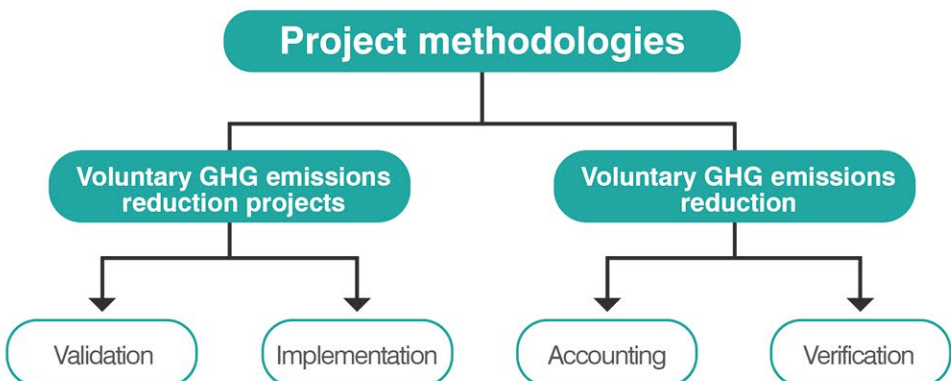 Project methodologies
Voluntary GHG emissions
reduction projects
Voluntary GHG emissions
reduction
Validation
Implementation
Accounting
Verification